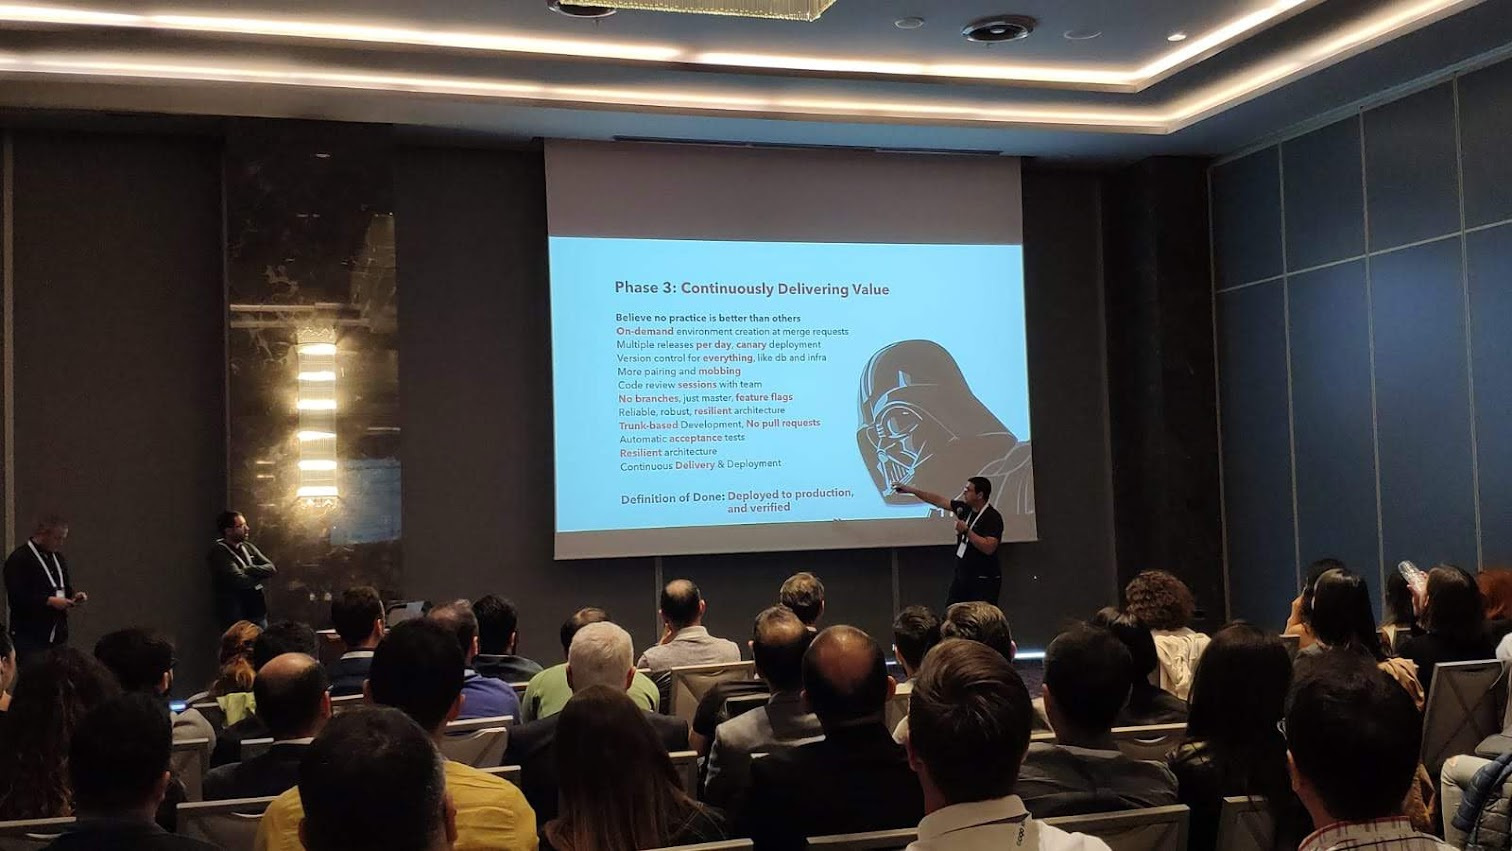 Phase 3: Continuously Delivering Value
Believe no practice is better than others
On-demand environment creation at merge requests
Multiple releases per day, canary deployment
Version control for everything, like db and infra
More pairing and mobbing
Code review sessions with team
No branches, just master, feature flags
Reliable, robust, resilient architecture
Trunk-based Development, No pull requests
Automatic acceptance tests
Resilient architecture
Continuous Delivery & Deployment
Definition of Done: Deployed to production,
and verified